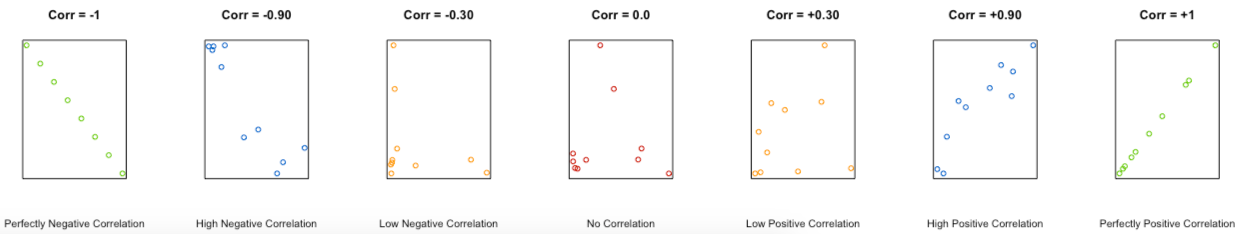 Corr = -1
Corr = -0.90
Corr = -0.30
Corr = 0.0
Corr = +0.30
Corr = +0.90
Corr = +1
Perfectly Negative Correlation
High Negative Correlation
Low Negative Correlation
No Correlation
Low Positive Correlation
High Positive Correlation
Perfectly Positive Correlation